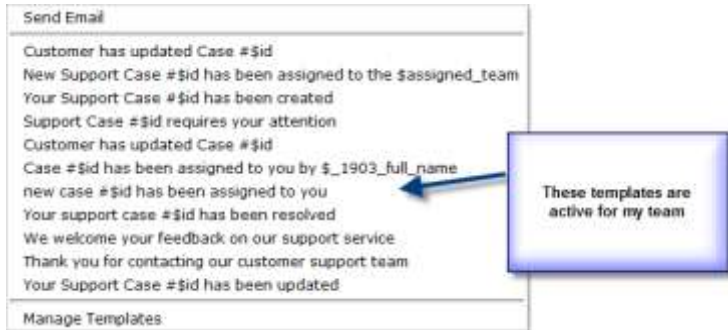 Send Email
Customer has updated Case #$id
New Support Case #$id has been assigned to the $assigned_team
Your Support Case #$id has been created
Support Case #$id requires your attention
Customer has updated Case #$id
Case #$id has been assigned to you by $_1903_full_name
new case #$id has been assigned to you
Your support case #$id has been resolved
We welcome your feedback on our support service
Thank you for contacting our customer support team
Your Support Case #$id has been updated
Manage Templates
These templates are
active for my team